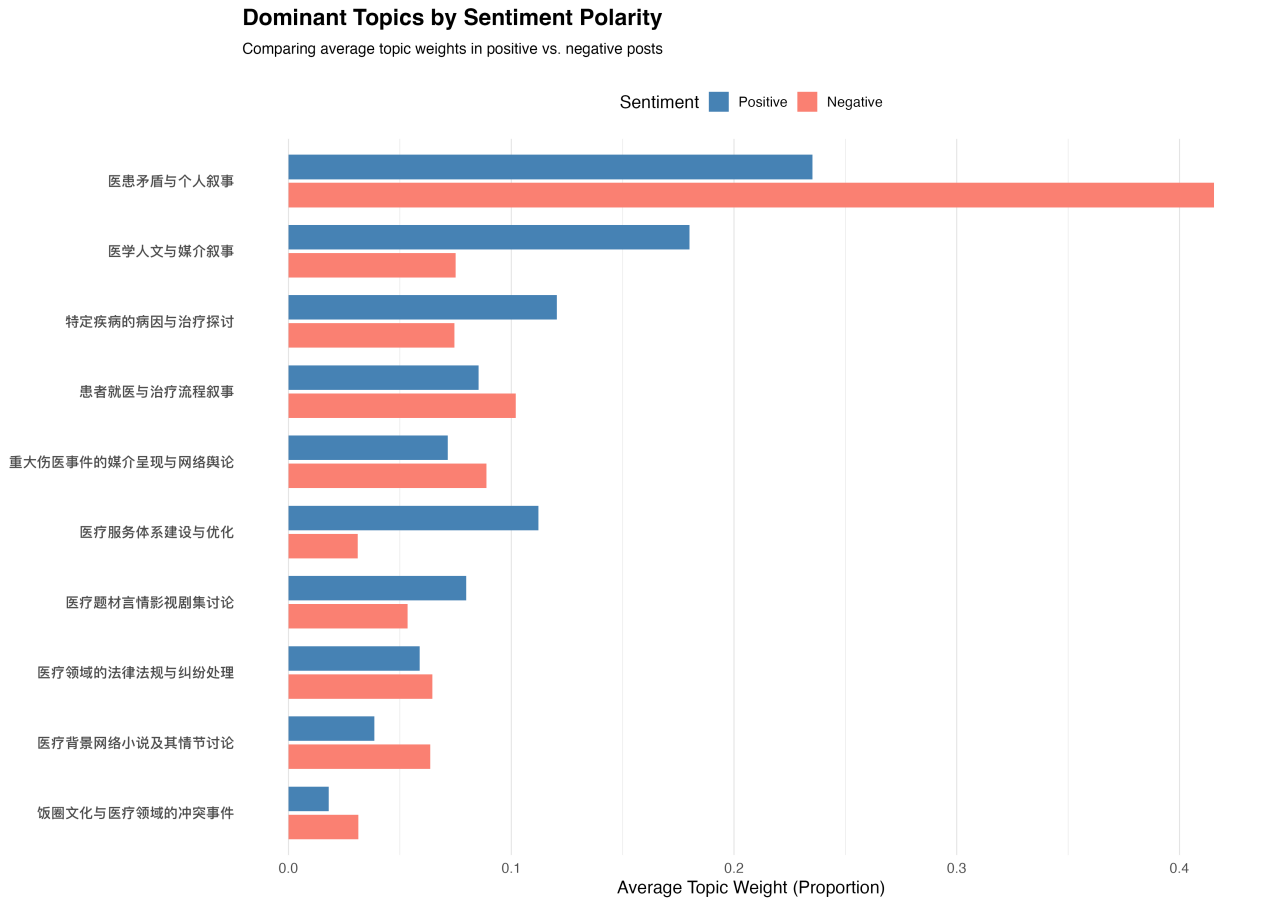 Dominant Topics by Sentiment Polarity
Comparing average topic weights in positive vs. negative posts
Sentiment Positive Negative
医患矛盾与个人叙事
医学人文与媒介叙事
特定疾病的病因与治疗探讨
患者就医与治疗流程叙事
重大伤医事件的媒介呈现与网络舆论
医疗服务体系建设与优化
医疗题材言情影视剧集讨论
医疗领域的法律法规与纠纷处理
医疗背景网络小说及其情节讨论
饭圈文化与医疗领域的冲突事件
0.0 0.1 0.2 0.3 0.4
Average Topic Weight (Proportion)